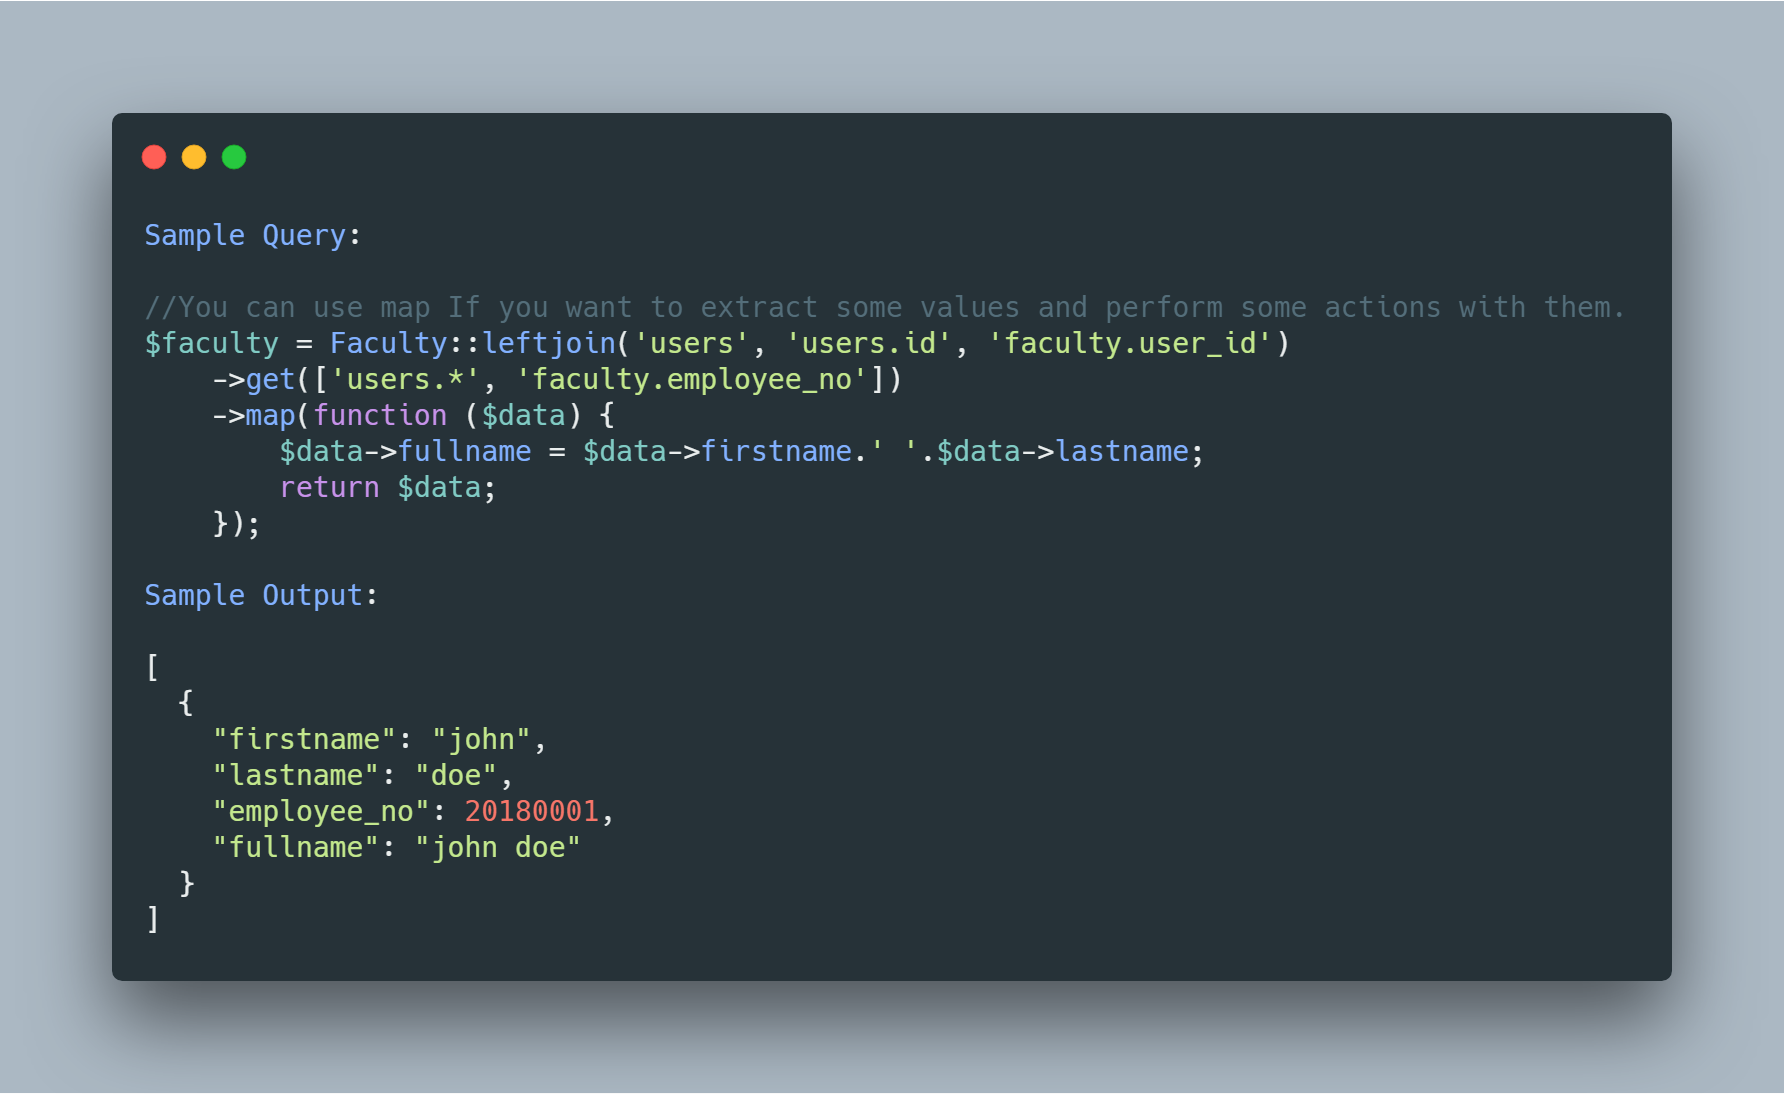 Sample Query:
//You can use map If you want to extract some values and perform some actions with them.
$faculty = Faculty::leftjoin('users', 'users.id', 'faculty.user_id')
    ->get(['users.*', 'faculty.employee_no'])
    ->map(function ($data) {
        $data->fullname = $data->firstname.' '.$data->lastname;
        return $data;
    });
Sample Output:
[
  {
    "firstname": "john",
    "lastname": "doe",
    "employee_no": 20180001,
    "fullname": "john doe"
  }
]